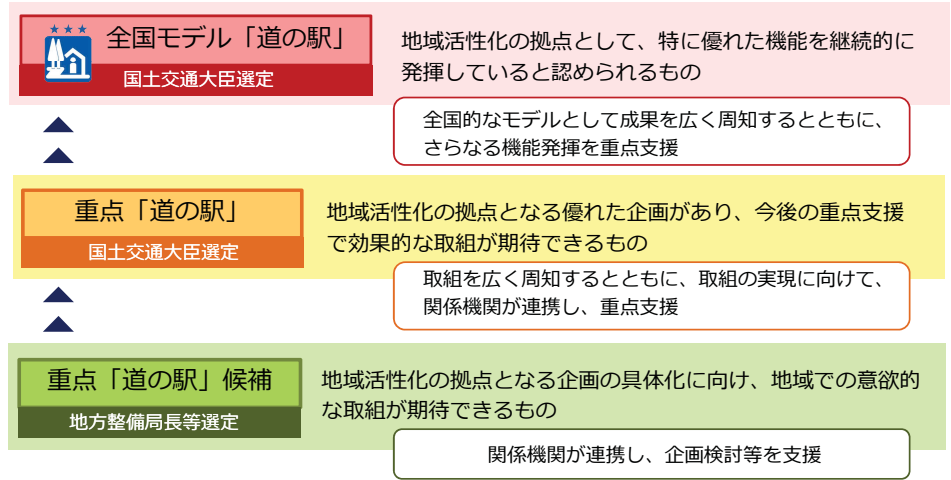 全国モデル「道の駅」
国土交通大臣選定
地域活性化の拠点として、特に優れた機能を継続的に
発揮していると認められるもの
全国的なモデルとして成果を広く周知するとともに、
さらなる機能発揮を重点支援
重点「道の駅」
国土交通大臣選定
地域活性化の拠点となる優れた企画があり、今後の重点支援
で効果的な取組が期待できるもの
取組を広く周知するとともに、取組の実現に向けて、
関係機関が連携し、重点支援
重点「道の駅」候補
地方整備局長等選定
地域活性化の拠点となる企画の具体化に向け、地域での意欲的
な取組が期待できるもの
関係機関が連携し、企画検討等を支援